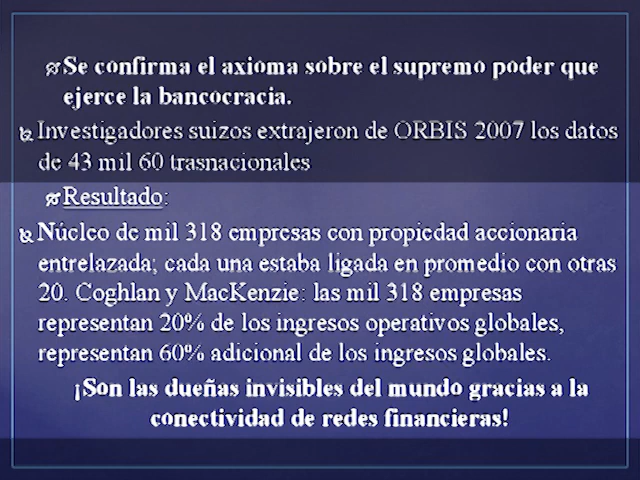 Se confirma el axioma sobre el supremo poder que
ejerce la bancocracia.
Investigadores suizos extrajeron de ORBIS 2007 los datos
de 43 mil 60 trasnacionales
Resultado:
Núcleo de mil 318 empresas con propiedad accionaria
entrelazada; cada una estaba ligada en promedio con otras
20. Coghlan y MacKenzie: las mil 318 empresas
representan 20% de los ingresos operativos globales,
representan 60% adicional de los ingresos globales.
¡Son las dueñas invisibles del mundo gracias a la
conectividad de redes financieras!